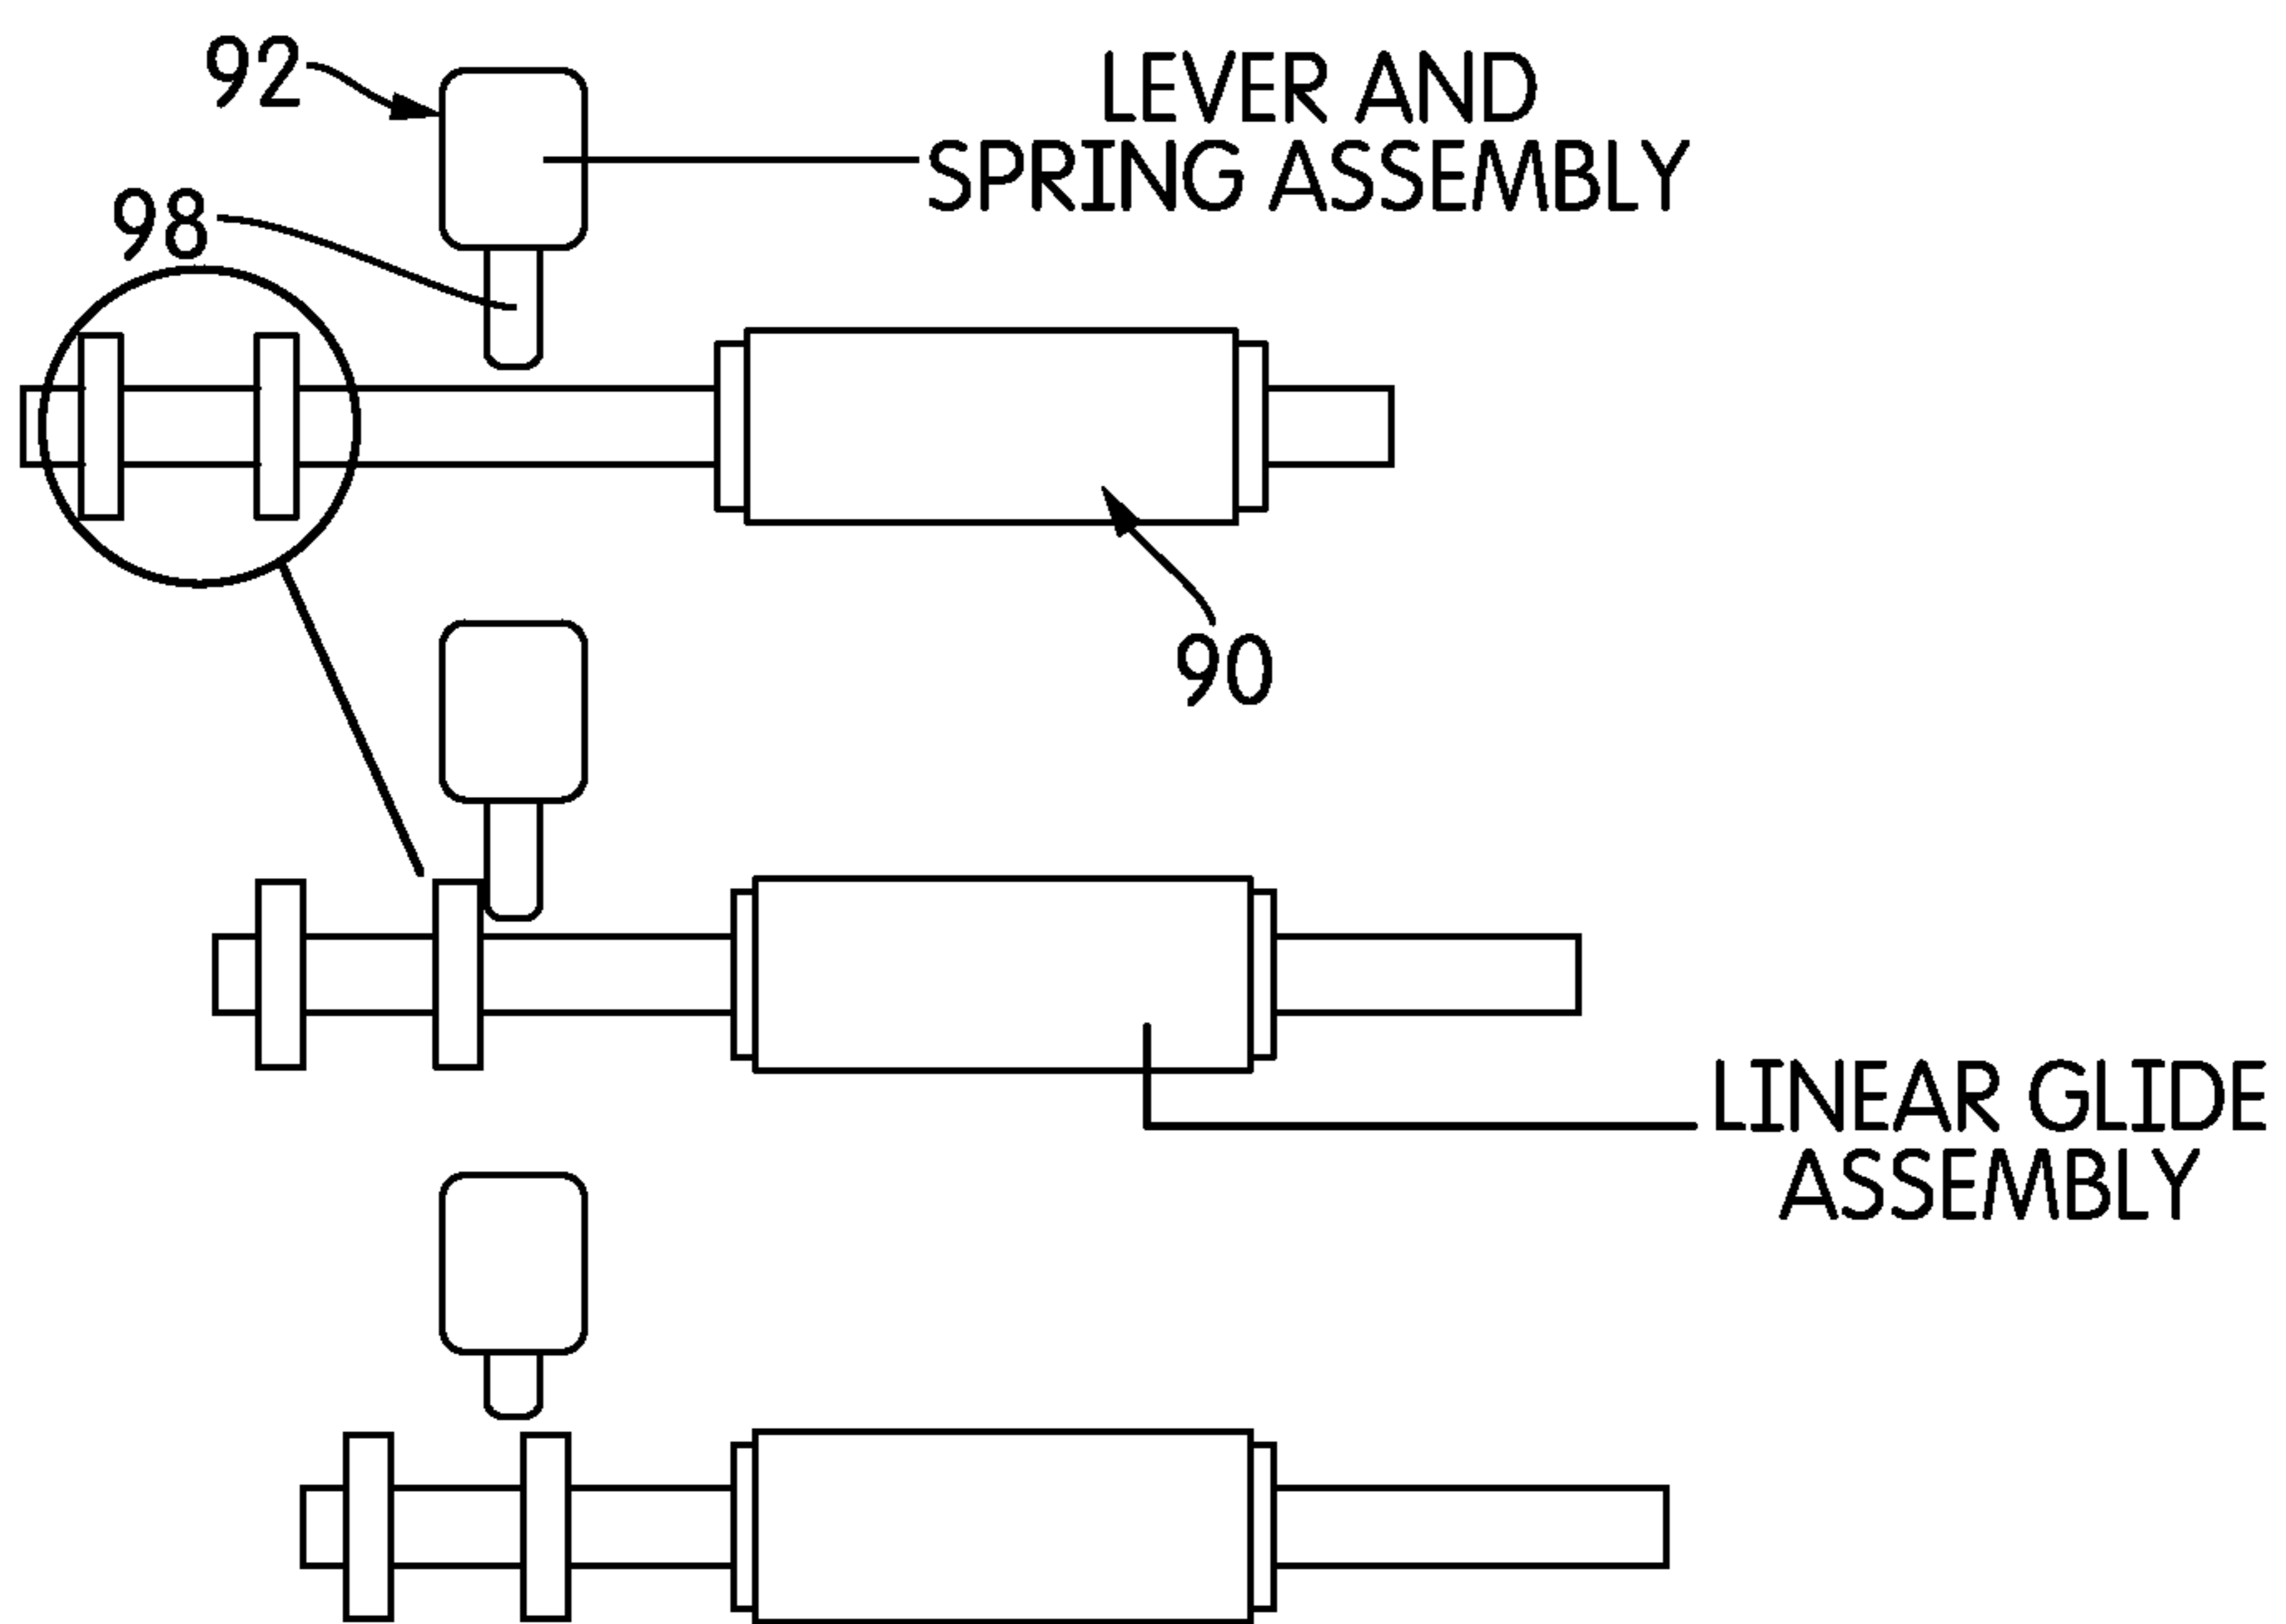 92
LEVER AND
SPRING ASSEMBLY
98
90
LINEAR GLIDE
ASSEMBLY